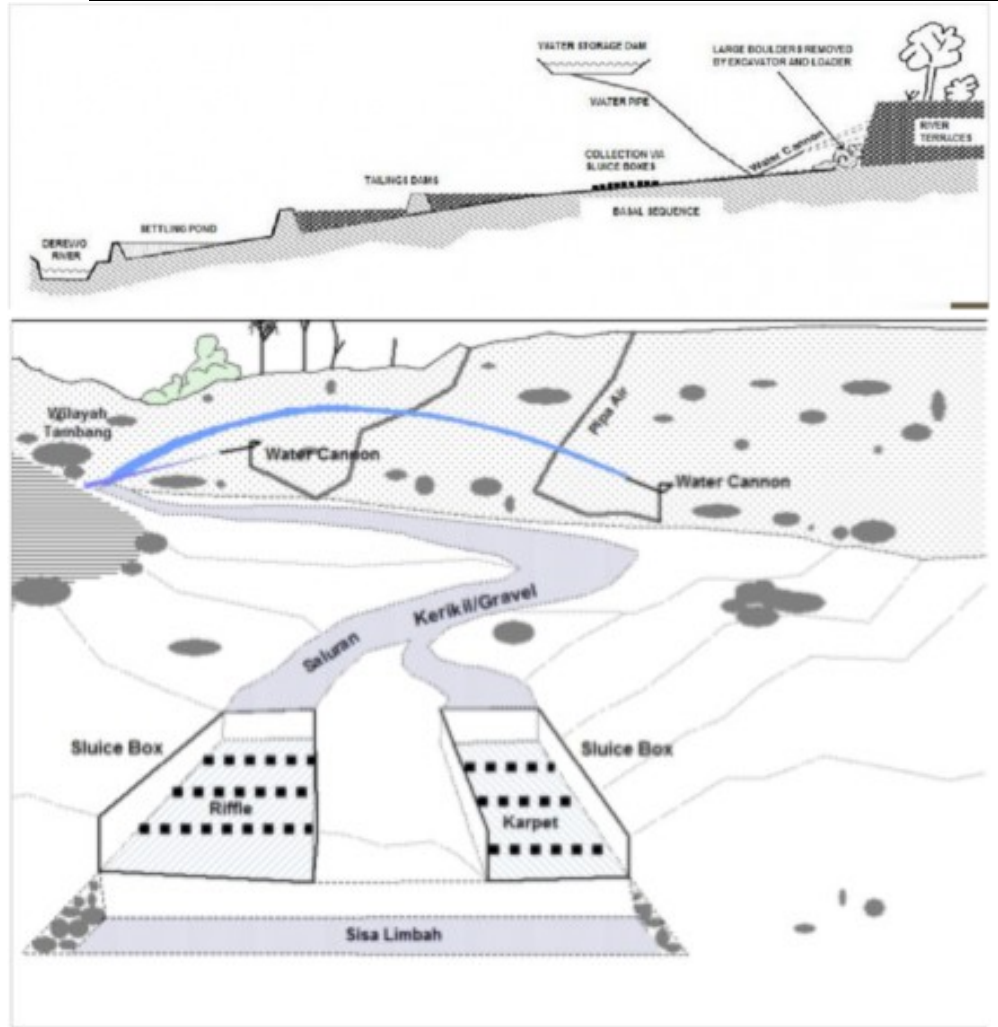 WATER STORAGE DAM
LARGE BOULDERS REMOVED
BY EXCAVATOR AND LOADER
WATER PIPE
RIVER
TERRACES
Water Cannon
COLLECTION VIA
SLUICE BOXES
TAILINGS DAMS
BASAL SEQUENCE
SETTLING POND
DEREWO
RIVER
Wilayah
Tambang
Pipa Air
Water Cannon
Water Cannon
Kerikil/Gravel
Saluran
Sluice Box
Sluice Box
Riffle
Karpet
Sisa Limbah